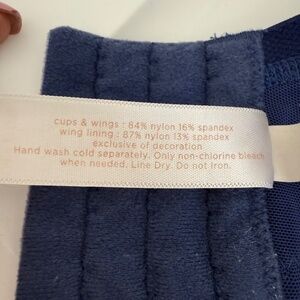 cups & wings : 84% nylon 16% spandex
wing lining : 87% nylon 13% spandex
exclusive of decoration
Hand wash cold separately. Only non-chlorine bleach
when needed. Line Dry. Do not Iron.